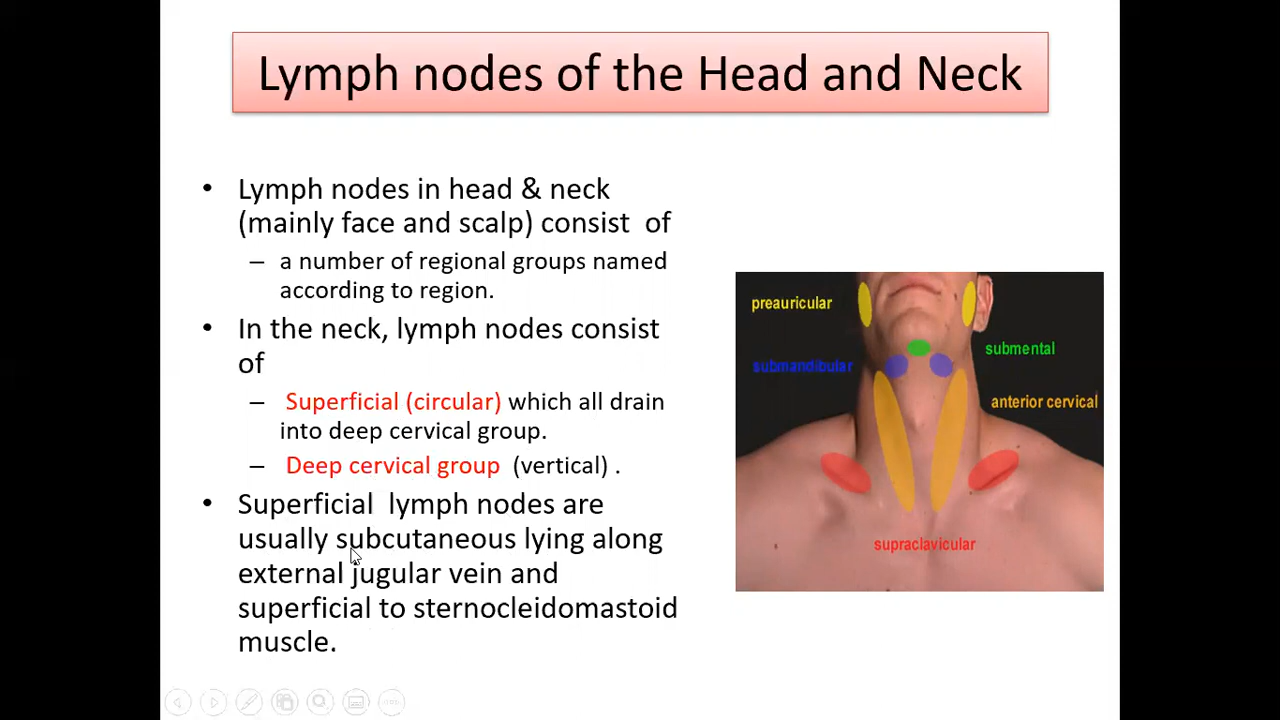 Lymph nodes of the Head and Neck
• Lymph nodes in head & neck
(mainly face and scalp) consist of
– a number of regional groups named
according to region.
• In the neck, lymph nodes consist
of
– Superficial (circular) which all drain
into deep cervical group.
– Deep cervical group (vertical) .
• Superficial lymph nodes are
usually subcutaneous lying along
external jugular vein and
superficial to sternocleidomastoid
muscle.
preauricular
submental
submandibular
anterior cervical
supraclavicular